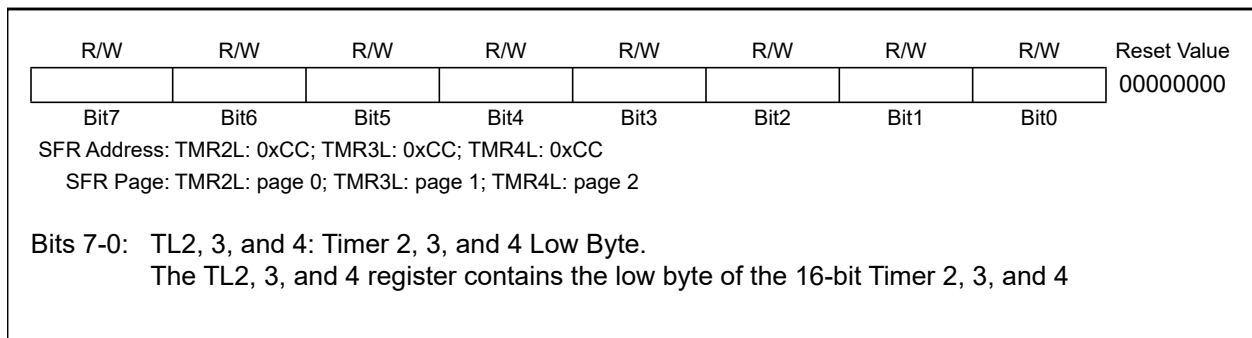 R/W R/W R/W R/W R/W R/W R/W R/W Reset Value
00000000
Bit7 Bit6 Bit5 Bit4 Bit3 Bit2 Bit1 Bit0
SFR Address: TMR2L: 0xCC; TMR3L: 0xCC; TMR4L: 0xCC
SFR Page: TMR2L: page 0; TMR3L: page 1; TMR4L: page 2
Bits 7-0: TL2, 3, and 4: Timer 2, 3, and 4 Low Byte.
The TL2, 3, and 4 register contains the low byte of the 16-bit Timer 2, 3, and 4